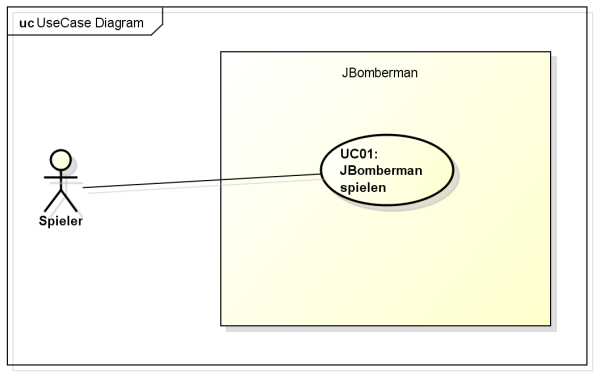 uc UseCase Diagram
JBomberman
UC01:
JBomberman
spielen
Spieler